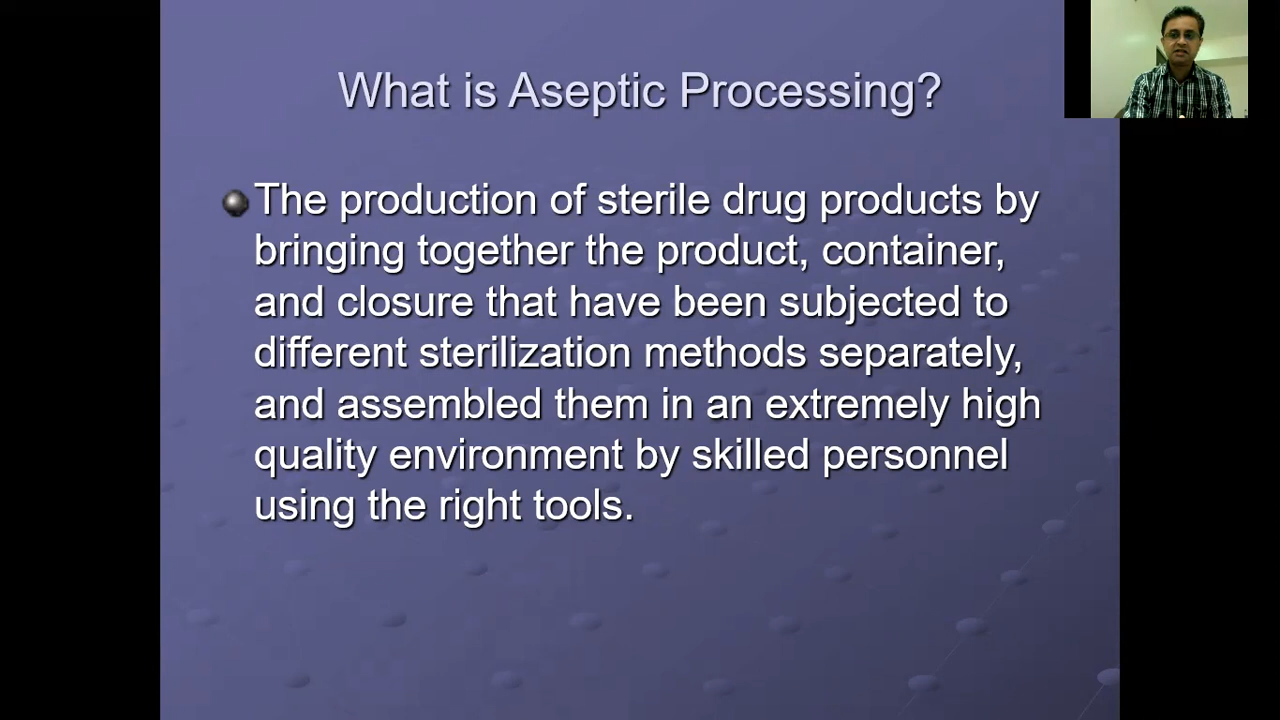 What is Aseptic Processing?
The production of sterile drug products by
bringing together the product, container,
and closure that have been subjected to
different sterilization methods separately,
and assembled them in an extremely high
quality environment by skilled personnel
using the right tools.